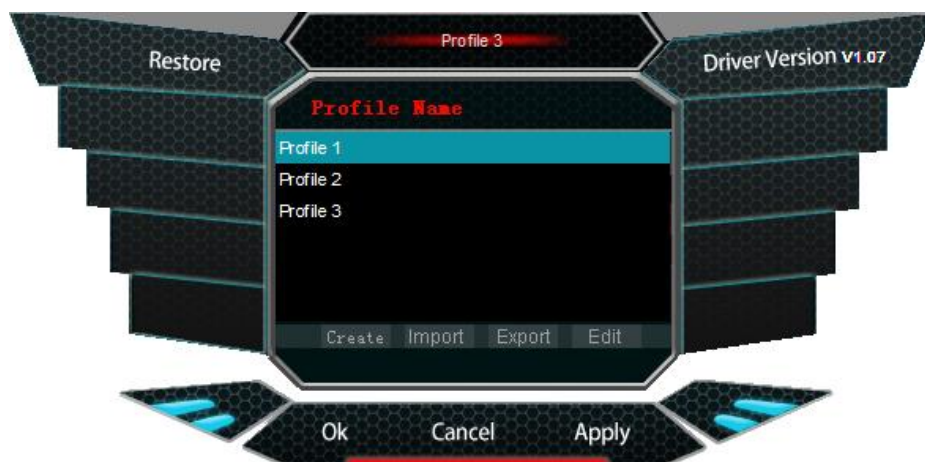 Profile 3
Restore
Driver Version V1.07
Profile Name
Profile 1
Profile 2
Profile 3
Create Import Export Edit
Ok Cancel Apply